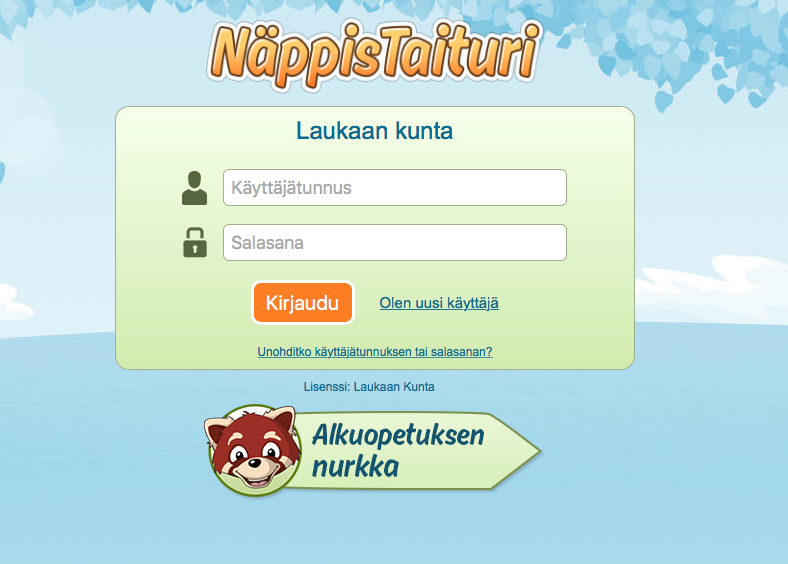 NäppisTaituri
Laukaan kunta
Käyttäjätunnus
Salasana
Kirjaudu Olen uusi käyttäjä
Unohditko käyttäjätunnuksen tai salasanan?
Lisenssi: Laukaan Kunta
Alkuopetuksen
nurkka